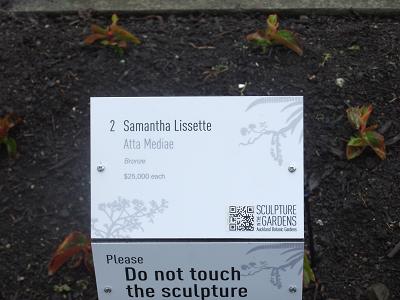 2 Samantha Lissette
Atta Mediae
Bronze
$25,000 each
SCULPTURE
IN THE
GARDENS
Auckland Botanic Gardens
Please
Do not touch
the sculpture